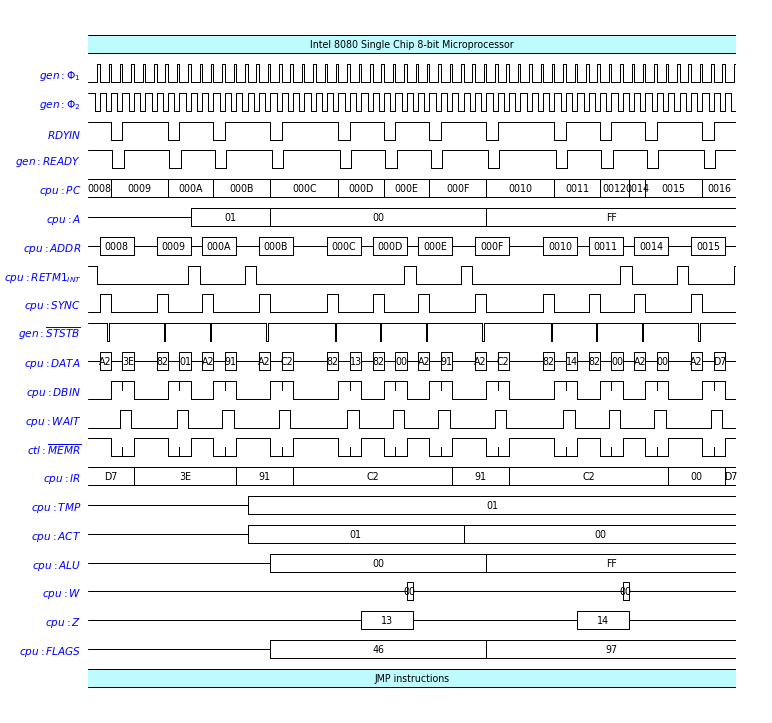 Intel 8080 Single Chip 8-bit Microprocessor
gen : Φ1
gen : Φ2
RDYIN
gen : READY
cpu : PC 0008 0009 000A 000B 000C 000D 000E 000F 0010 0011 0012 0014 0015 0016
cpu : A 01 00 FF
cpu : ADDR 0008 0009 000A 000B 000C 000D 000E 000F 0010 0011 0014 0015
cpu : RETM1INT
cpu : SYNC
gen : STSTB
cpu : DATA A2 3E 82 01 A2 91 A2 C2 82 13 82 00 A2 91 A2 C2 82 14 82 00 A2 00 A2 D7
cpu : DBIN
cpu : WAIT
ctl : MEMR
cpu : IR D7 3E 91 C2 91 C2 00 D7
cpu : TMP 01
cpu : ACT 01 00
cpu : ALU 00 FF
cpu : W 00 00
cpu : Z 13 14
cpu : FLAGS 46 97
JMP instructions